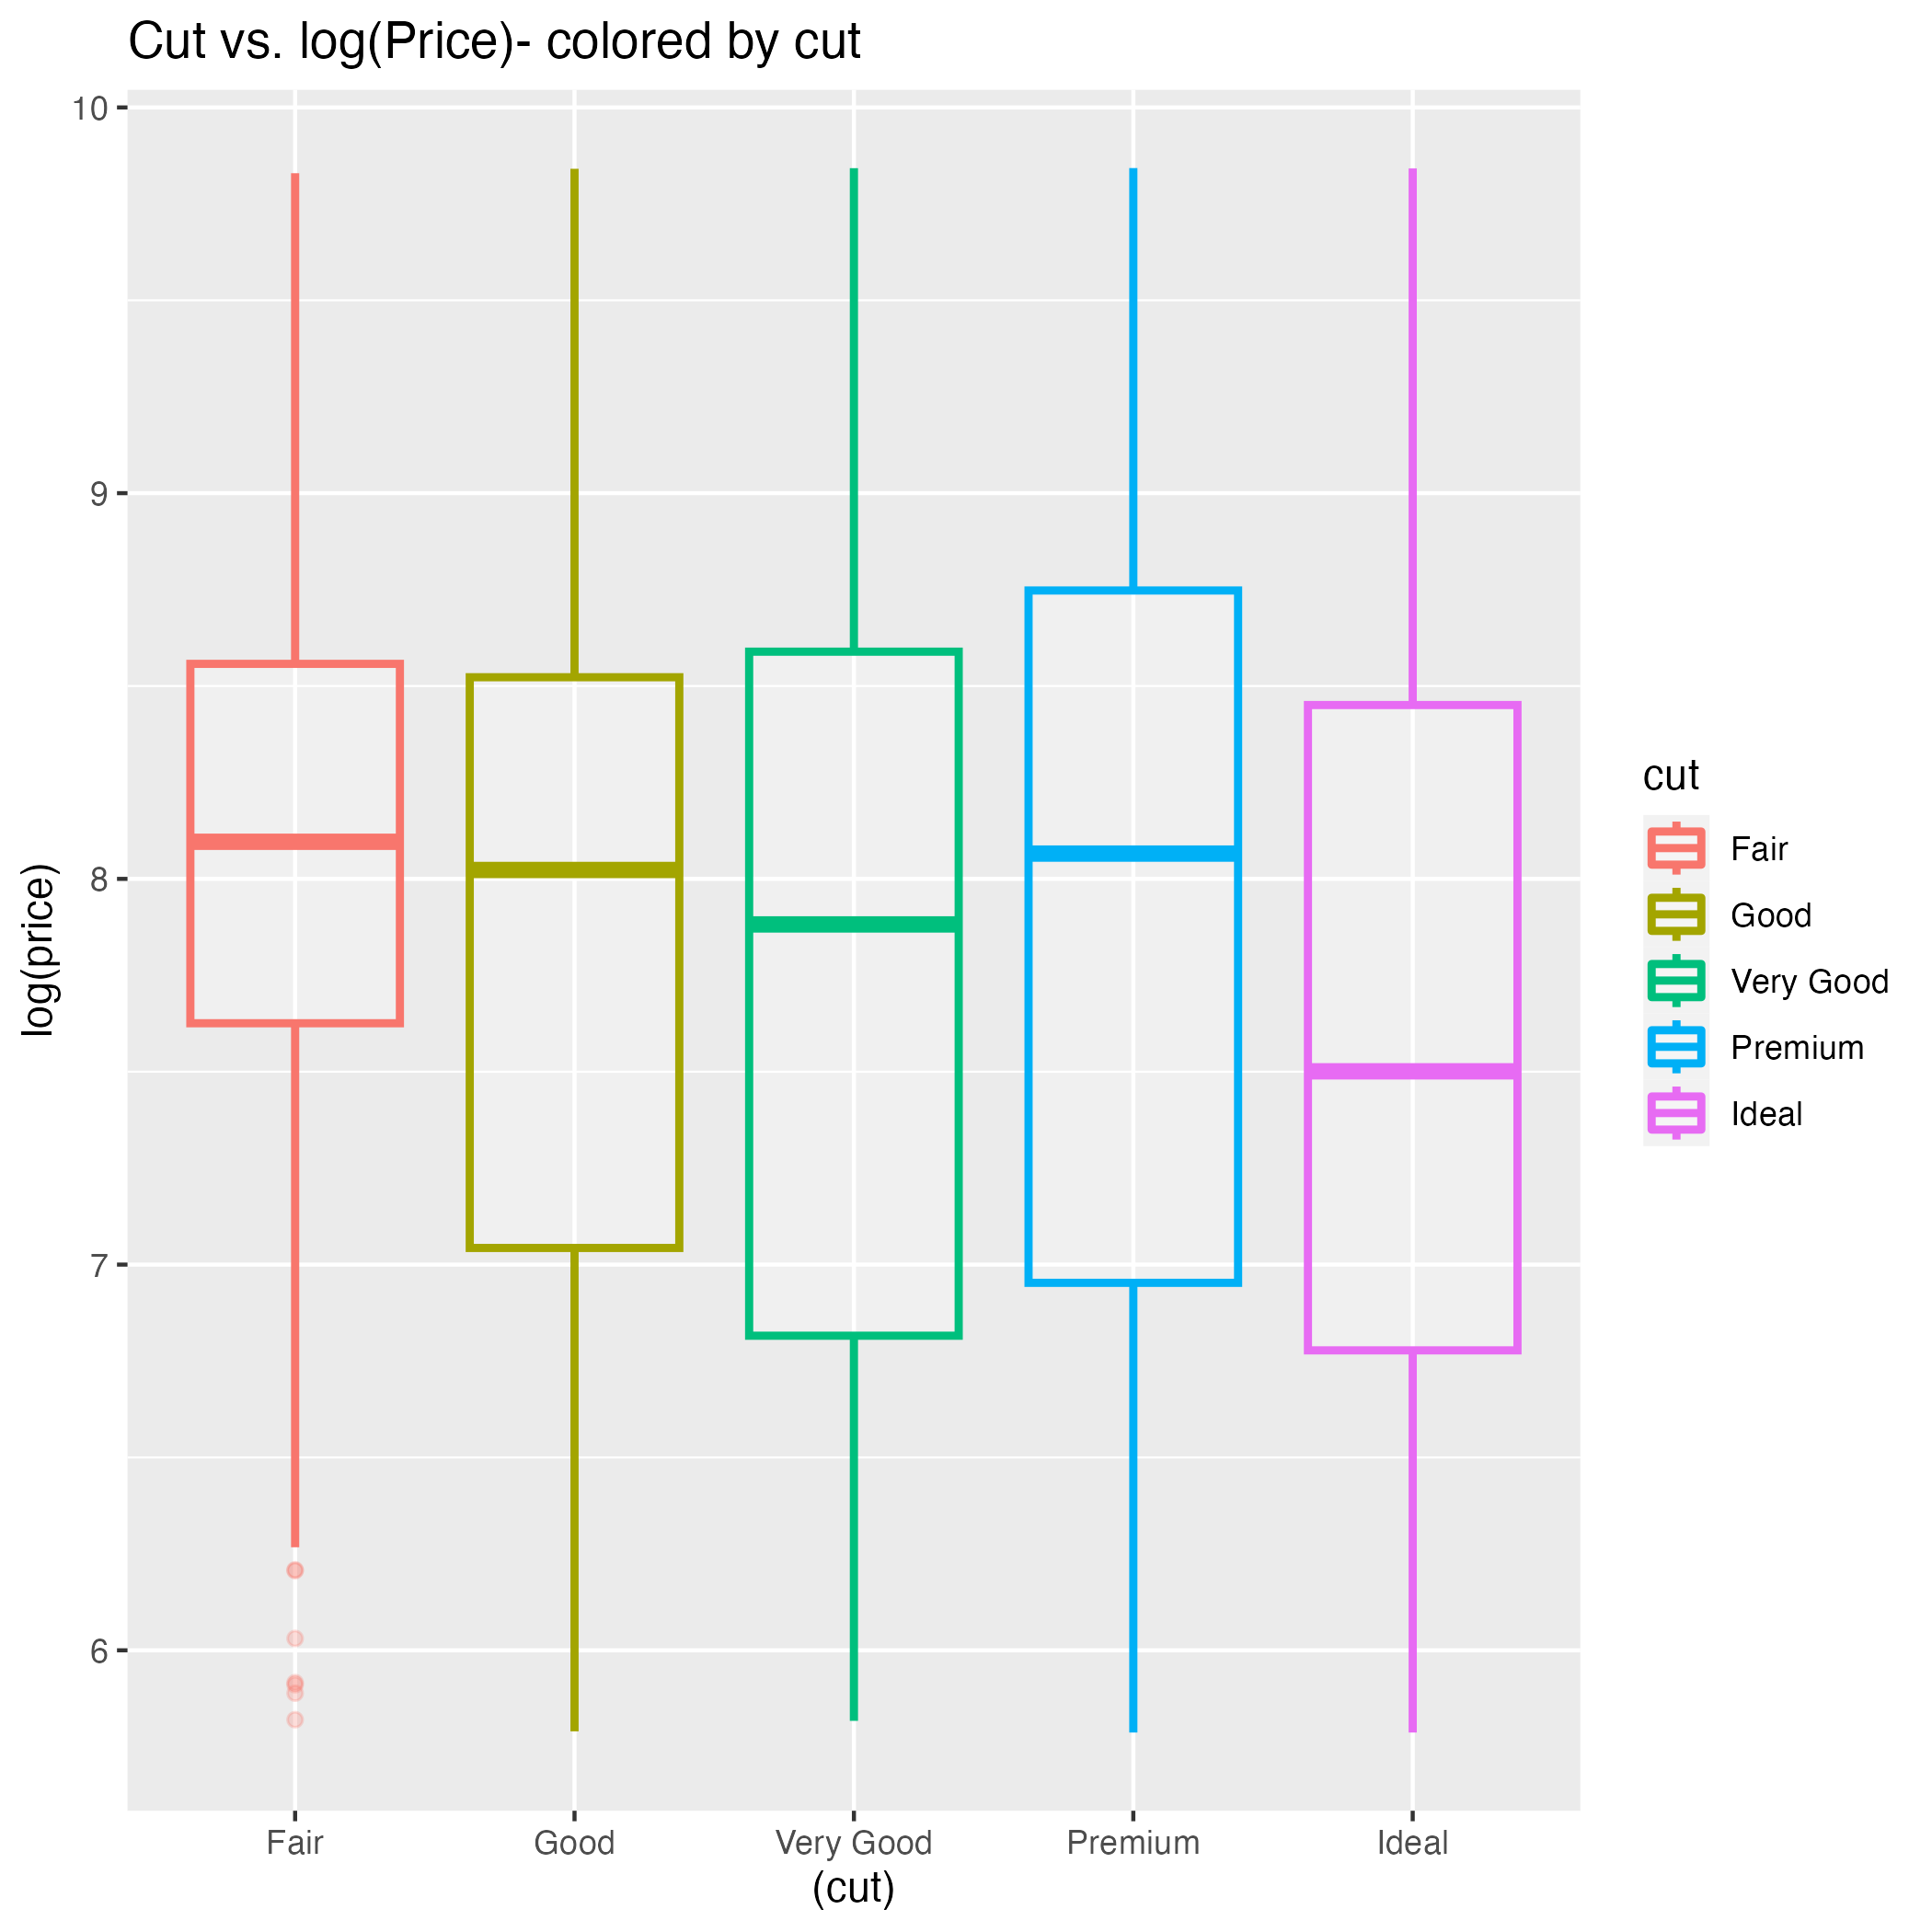 Cut vs. log(Price)- colored by cut
10
9
8
7
6
log(price)
Fair
Good
Very Good
Premium
Ideal
(cut)
cut
Fair
Good
Very Good
Premium
Ideal